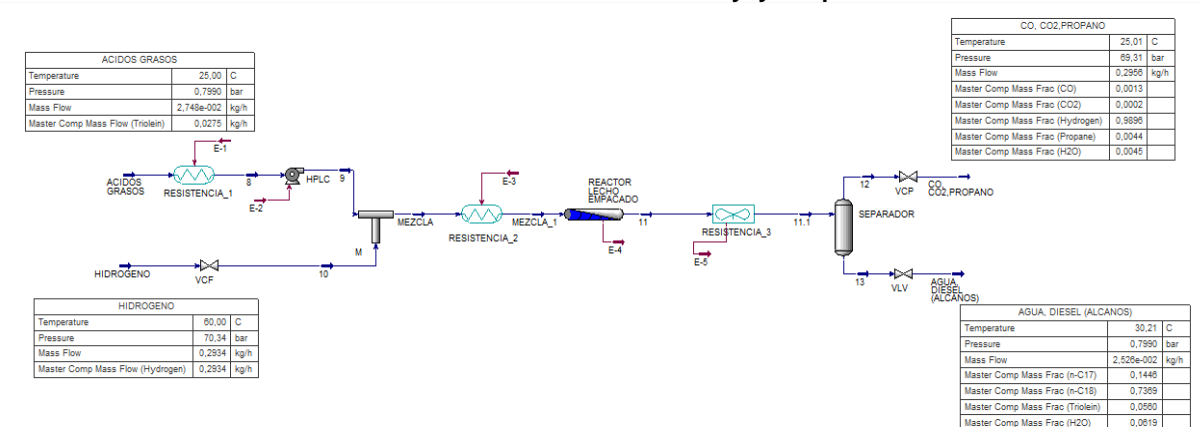 CO, CO2,PROPANO
Temperature 25,01 C
Pressure 69,31 bar
Mass Flow 0,2956 kg/h
Master Comp Mass Frac (CO) 0,0013
Master Comp Mass Frac (CO2) 0,0002
Master Comp Mass Frac (Hydrogen) 0,9896
Master Comp Mass Frac (Propane) 0,0044
Master Comp Mass Frac (H2O) 0,0045
ACIDOS GRASOS
Temperature 25,00 C
Pressure 0,7990 bar
Mass Flow 2,748e-002 kg/h
Master Comp Mass Flow (Triolein) 0,0275 kg/h
E-1
ACIDOS
GRASOS
RESISTENCIA_1
8
E-2
HPLC
9
M
MEZCLA
E-3
RESISTENCIA_2
MEZCLA_1
REACTOR
LECHO
EMPACADO
E-4
11
RESISTENCIA_3
E-5
11.1
12
VCP
CO,
CO2,PROPANO
SEPARADOR
HIDROGENO
VCF
10
13
VLV
AGUA,
DIESEL
(ALCANOS)
HIDROGENO
Temperature 60,00 C
Pressure 70,34 bar
Mass Flow 0,2934 kg/h
Master Comp Mass Flow (Hydrogen) 0,2934 kg/h
AGUA, DIESEL (ALCANOS)
Temperature 30,21 C
Pressure 0,7990 bar
Mass Flow 2,526e-002 kg/h
Master Comp Mass Frac (n-C17) 0,1446
Master Comp Mass Frac (n-C18) 0,7369
Master Comp Mass Frac (Triolein) 0,0560
Master Comp Mass Frac (H2O) 0,0619